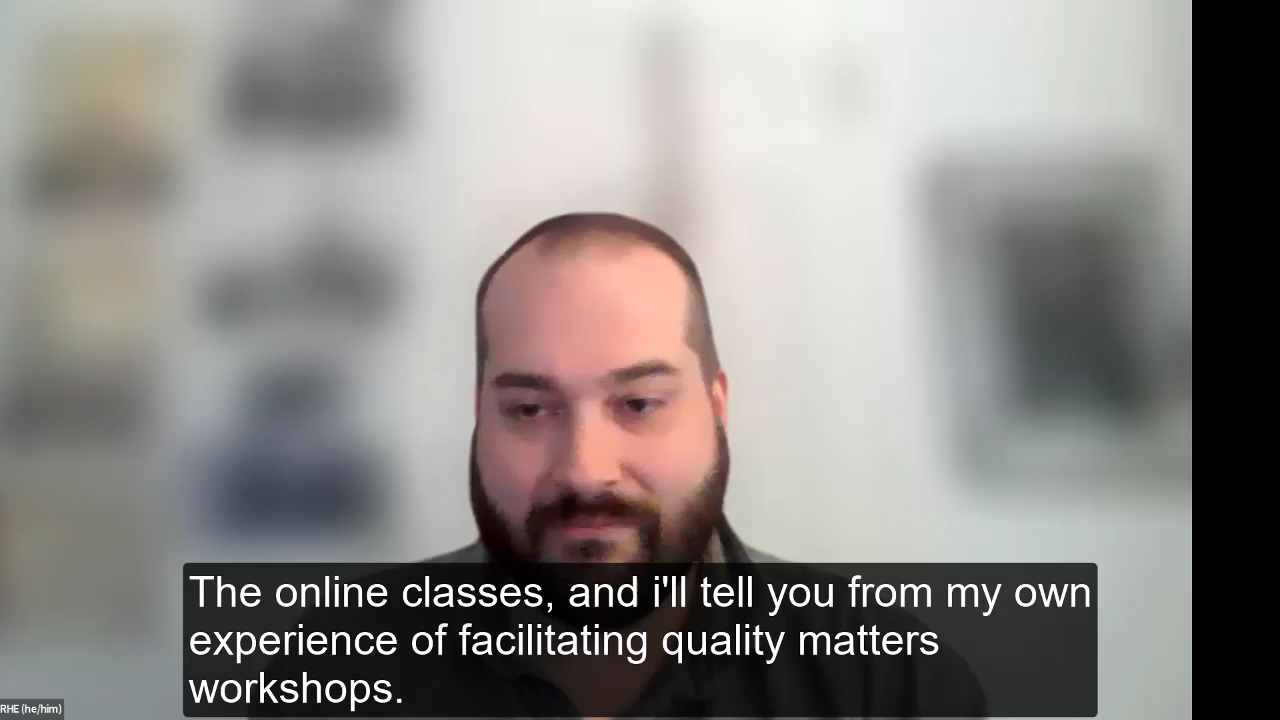 The online classes, and i'll tell you from my own
experience of facilitating quality matters
workshops.
RHE (he/him)